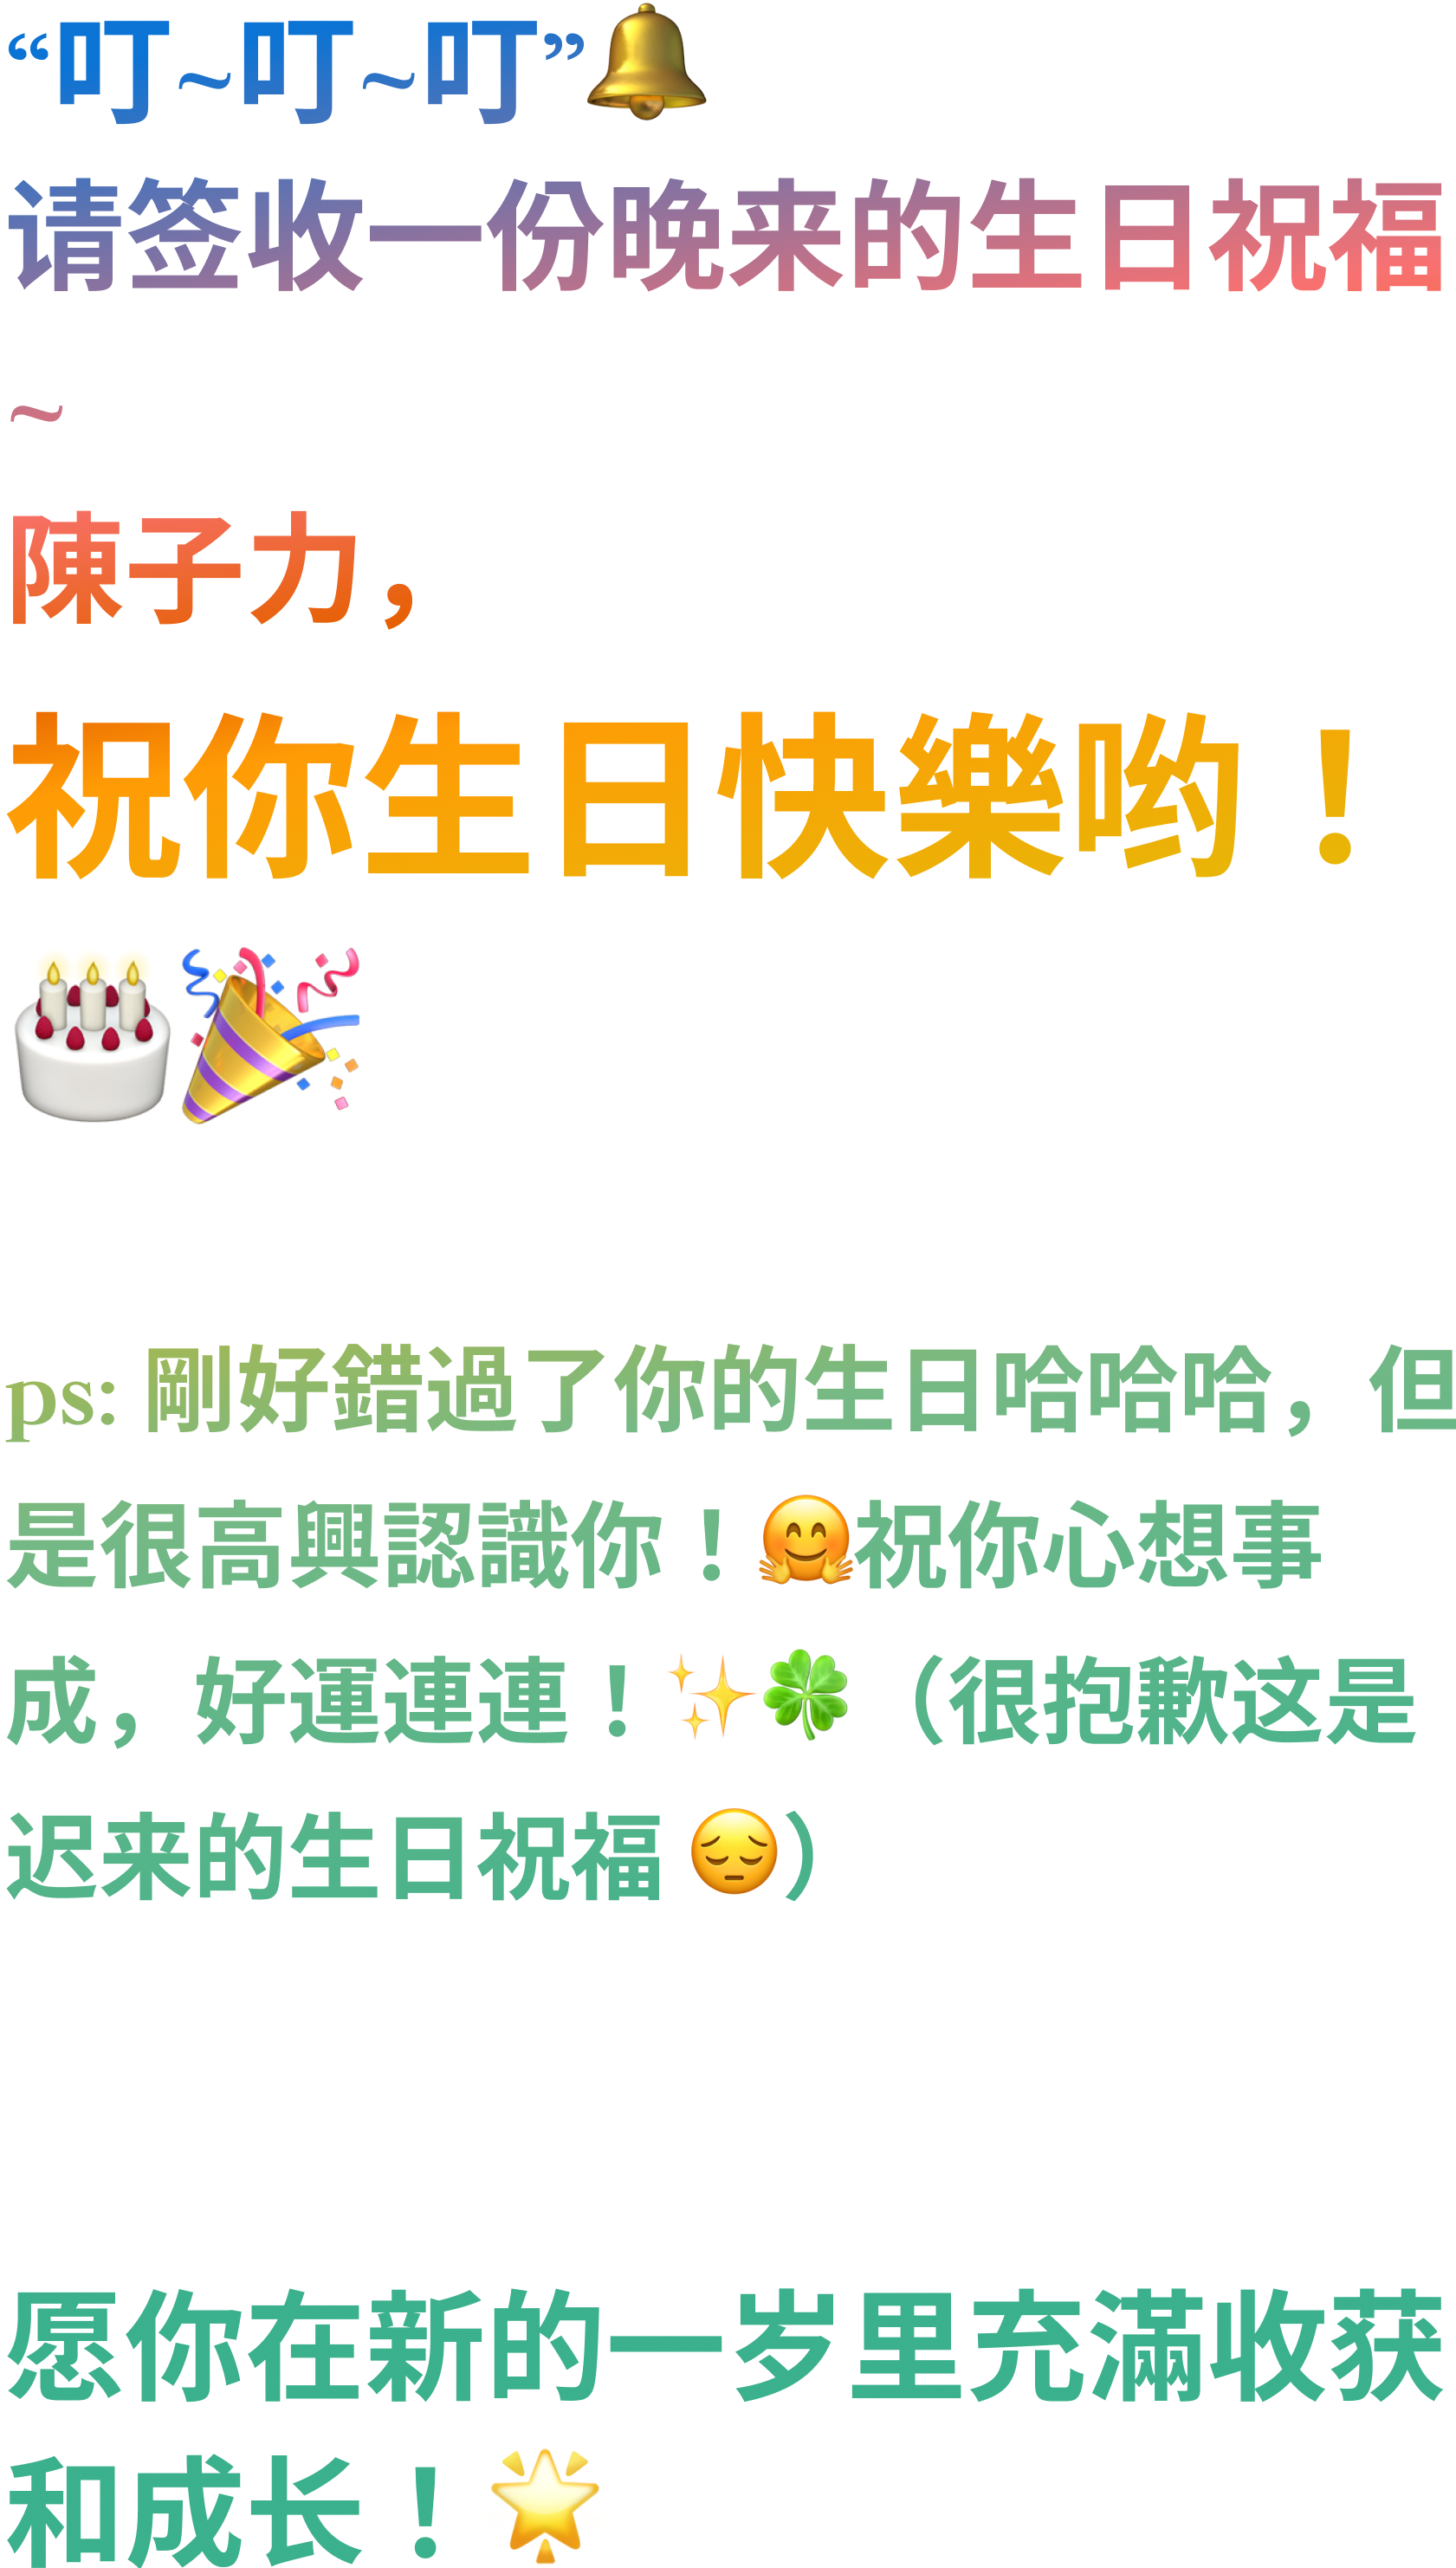 “叮~叮~叮”🔔
请签收一份晚来的生日祝福
~
陳子力，
祝你生日快樂哟！
🎂🎉
ps: 剛好錯過了你的生日哈哈哈，但
是很高興認識你！🤗祝你心想事
成，好運連連！✨🍀（很抱歉这是
迟来的生日祝福 😔）
愿你在新的一岁里充滿收获
和成长！🌟